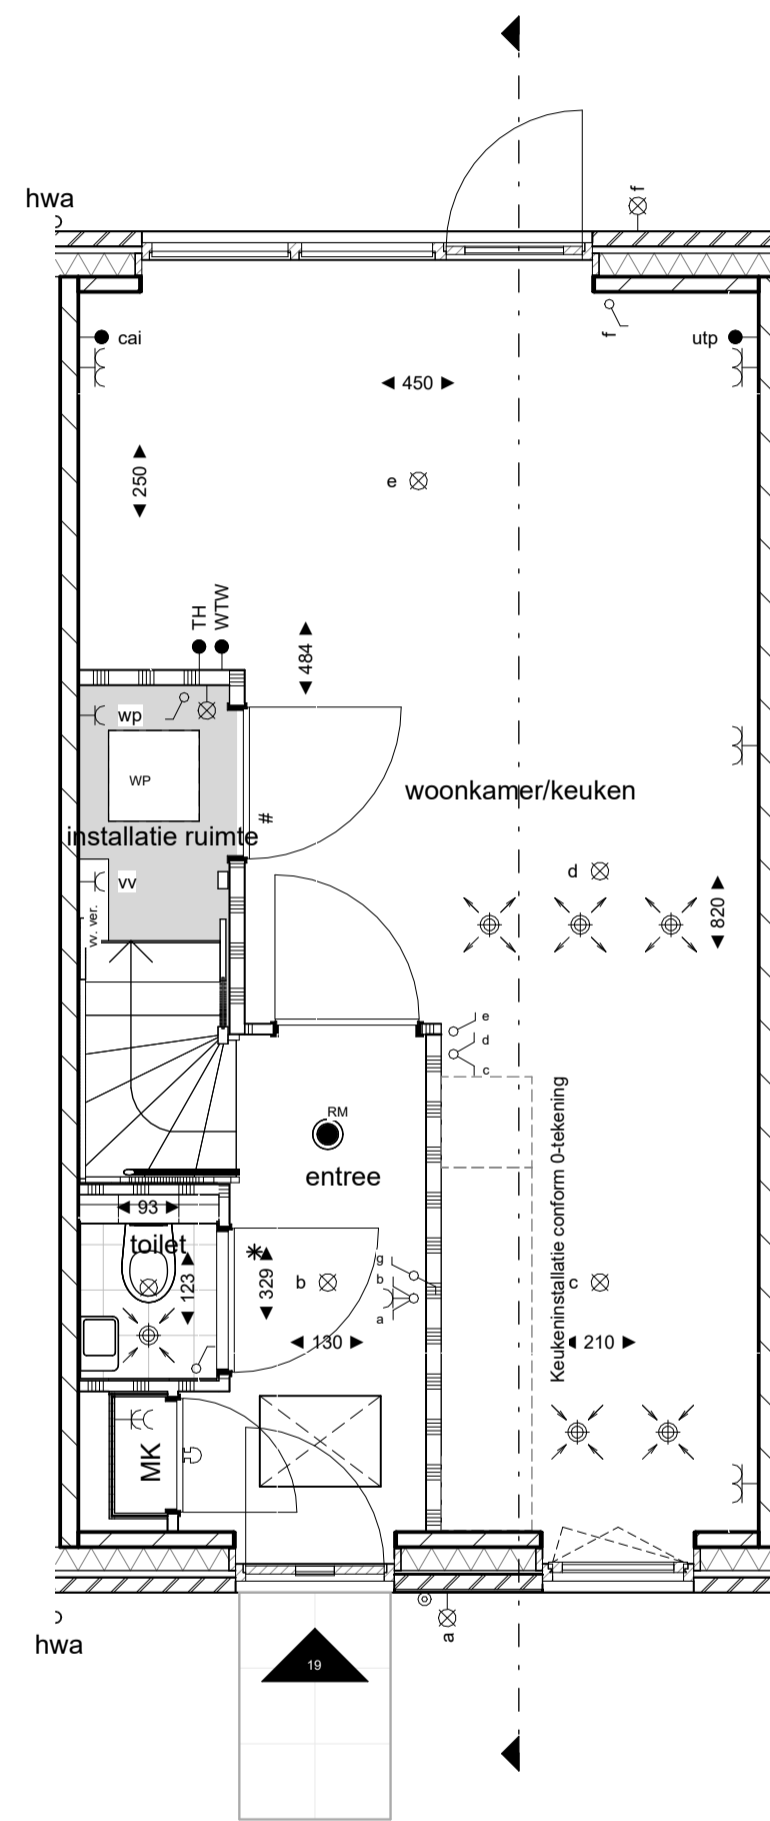 hwa
f
f
cai
utp
450
250
e
TH
WTW
484
wp
WP
woonkamer/keuken
#
installatie ruimte
d
vv
vv. ver.
820
e
d
c
RM
entree
Keukeninstallatie conform 0-tekening
93
toilet
123
329
b
g
b
a
c
130
210
MK
a
hwa
19